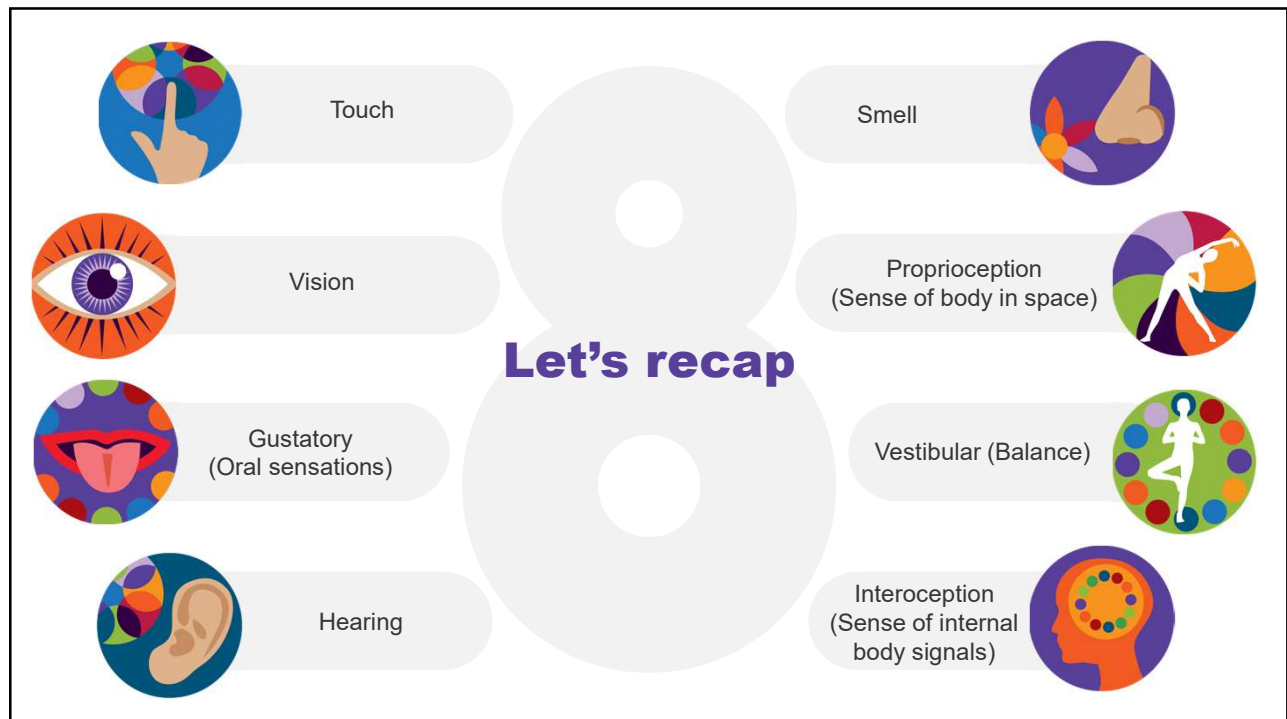 Touch
Vision
Gustatory
(Oral sensations)
Hearing
Let’s recap
Smell
Proprioception
(Sense of body in space)
Vestibular (Balance)
Interoception
(Sense of internal
body signals)